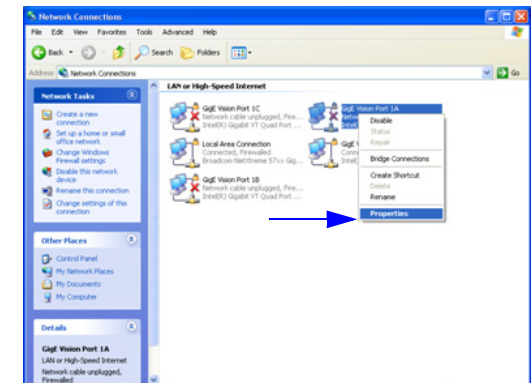 Network Connections
File Edit View Favorites Tools Advanced Help
Back Search Folders
Address Network Connections Go
Network Tasks
Create a new connection
Set up a home or small office network
Change Windows Firewall settings
Disable this network device
Rename this connection
Change settings of this connection
Other Places
Control Panel
My Network Places
My Documents
My Computer
Details
GigE Vision Port 1A
LAN or High-Speed Internet
Network cable unplugged,
Firewalled
LAN or High-Speed Internet
GigE Vision Port 1C
Network cable unplugged, Fire...
Intel(R) Gigabit VT Quad Port ...
GigE Vision Port 1A
Local Area Connection
Connected, Firewalled
Broadcom NetXtreme 57xx Gig...
GigE Vision Port 1B
Network cable unplugged, Fire...
Intel(R) Gigabit VT Quad Port ...
Disable
Status
Repair
Bridge Connections
Create Shortcut
Delete
Rename
Properties